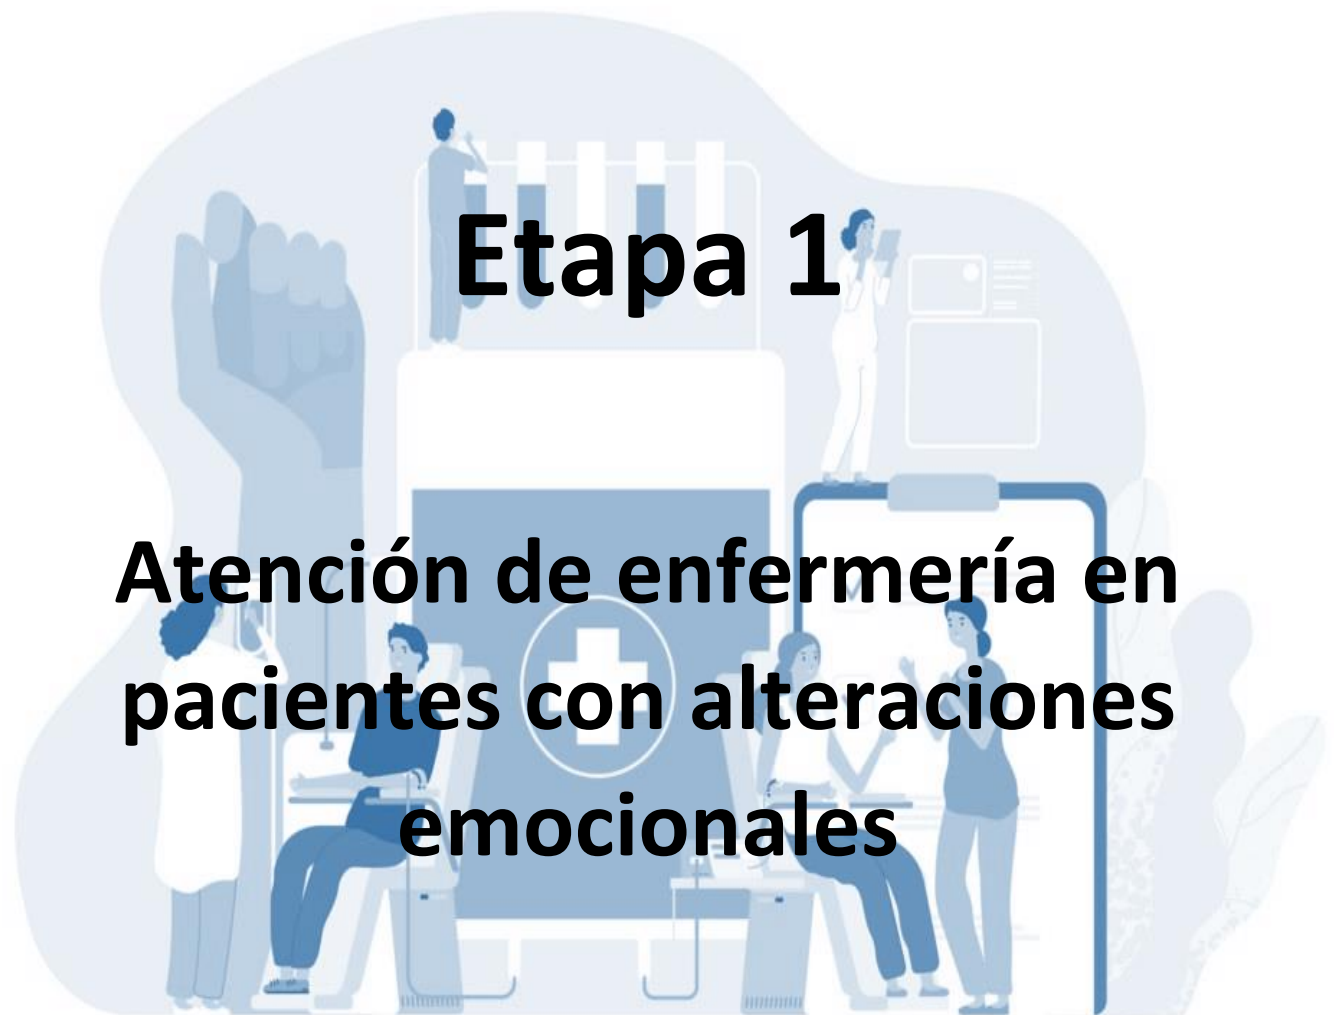 Etapa 1
Atención de enfermería en
pacientes con alteraciones
emocionales